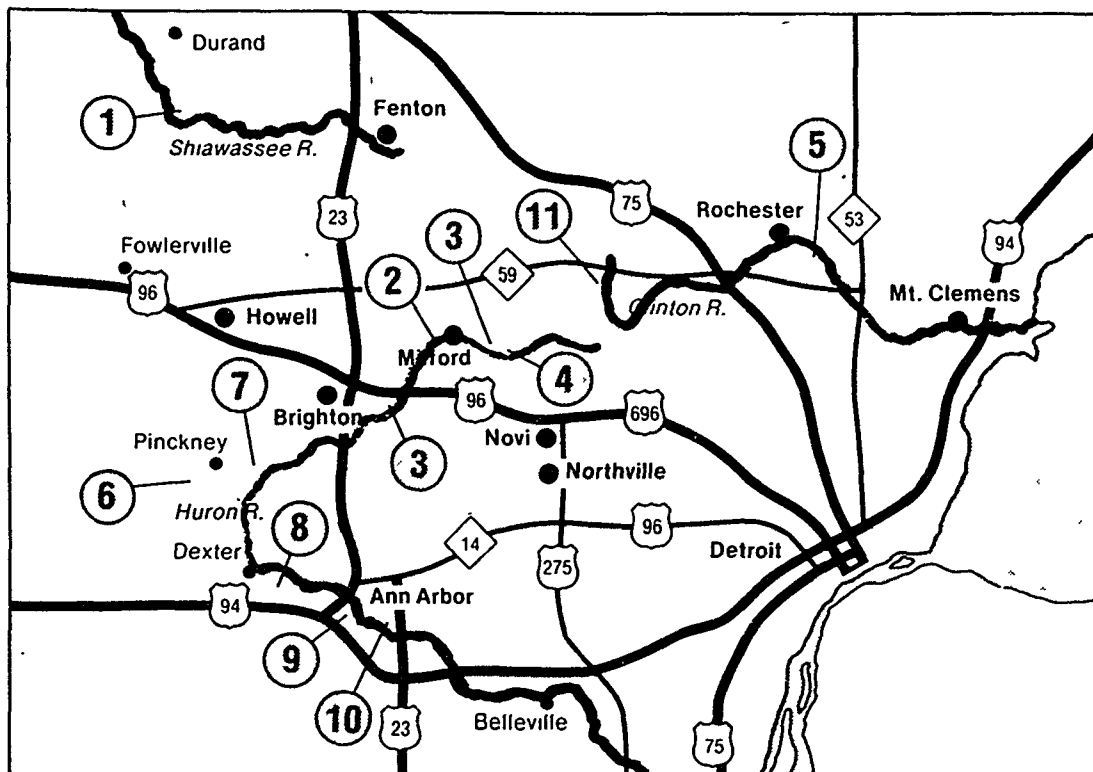 Durand
1
Fenton
Shiawassee R.
5
75
Rochester
23
3
11
53
94
Fowlerville
59
2
96
Clinton R.
Mt. Clemens
Howell
Milford
4
7
Brighton
96
696
Pinckney
3
Novi
6
Northville
Huron R.
8
96
Dexter
14
Detroit
275
94
Ann Arbor
9
10
Belleville
23
75